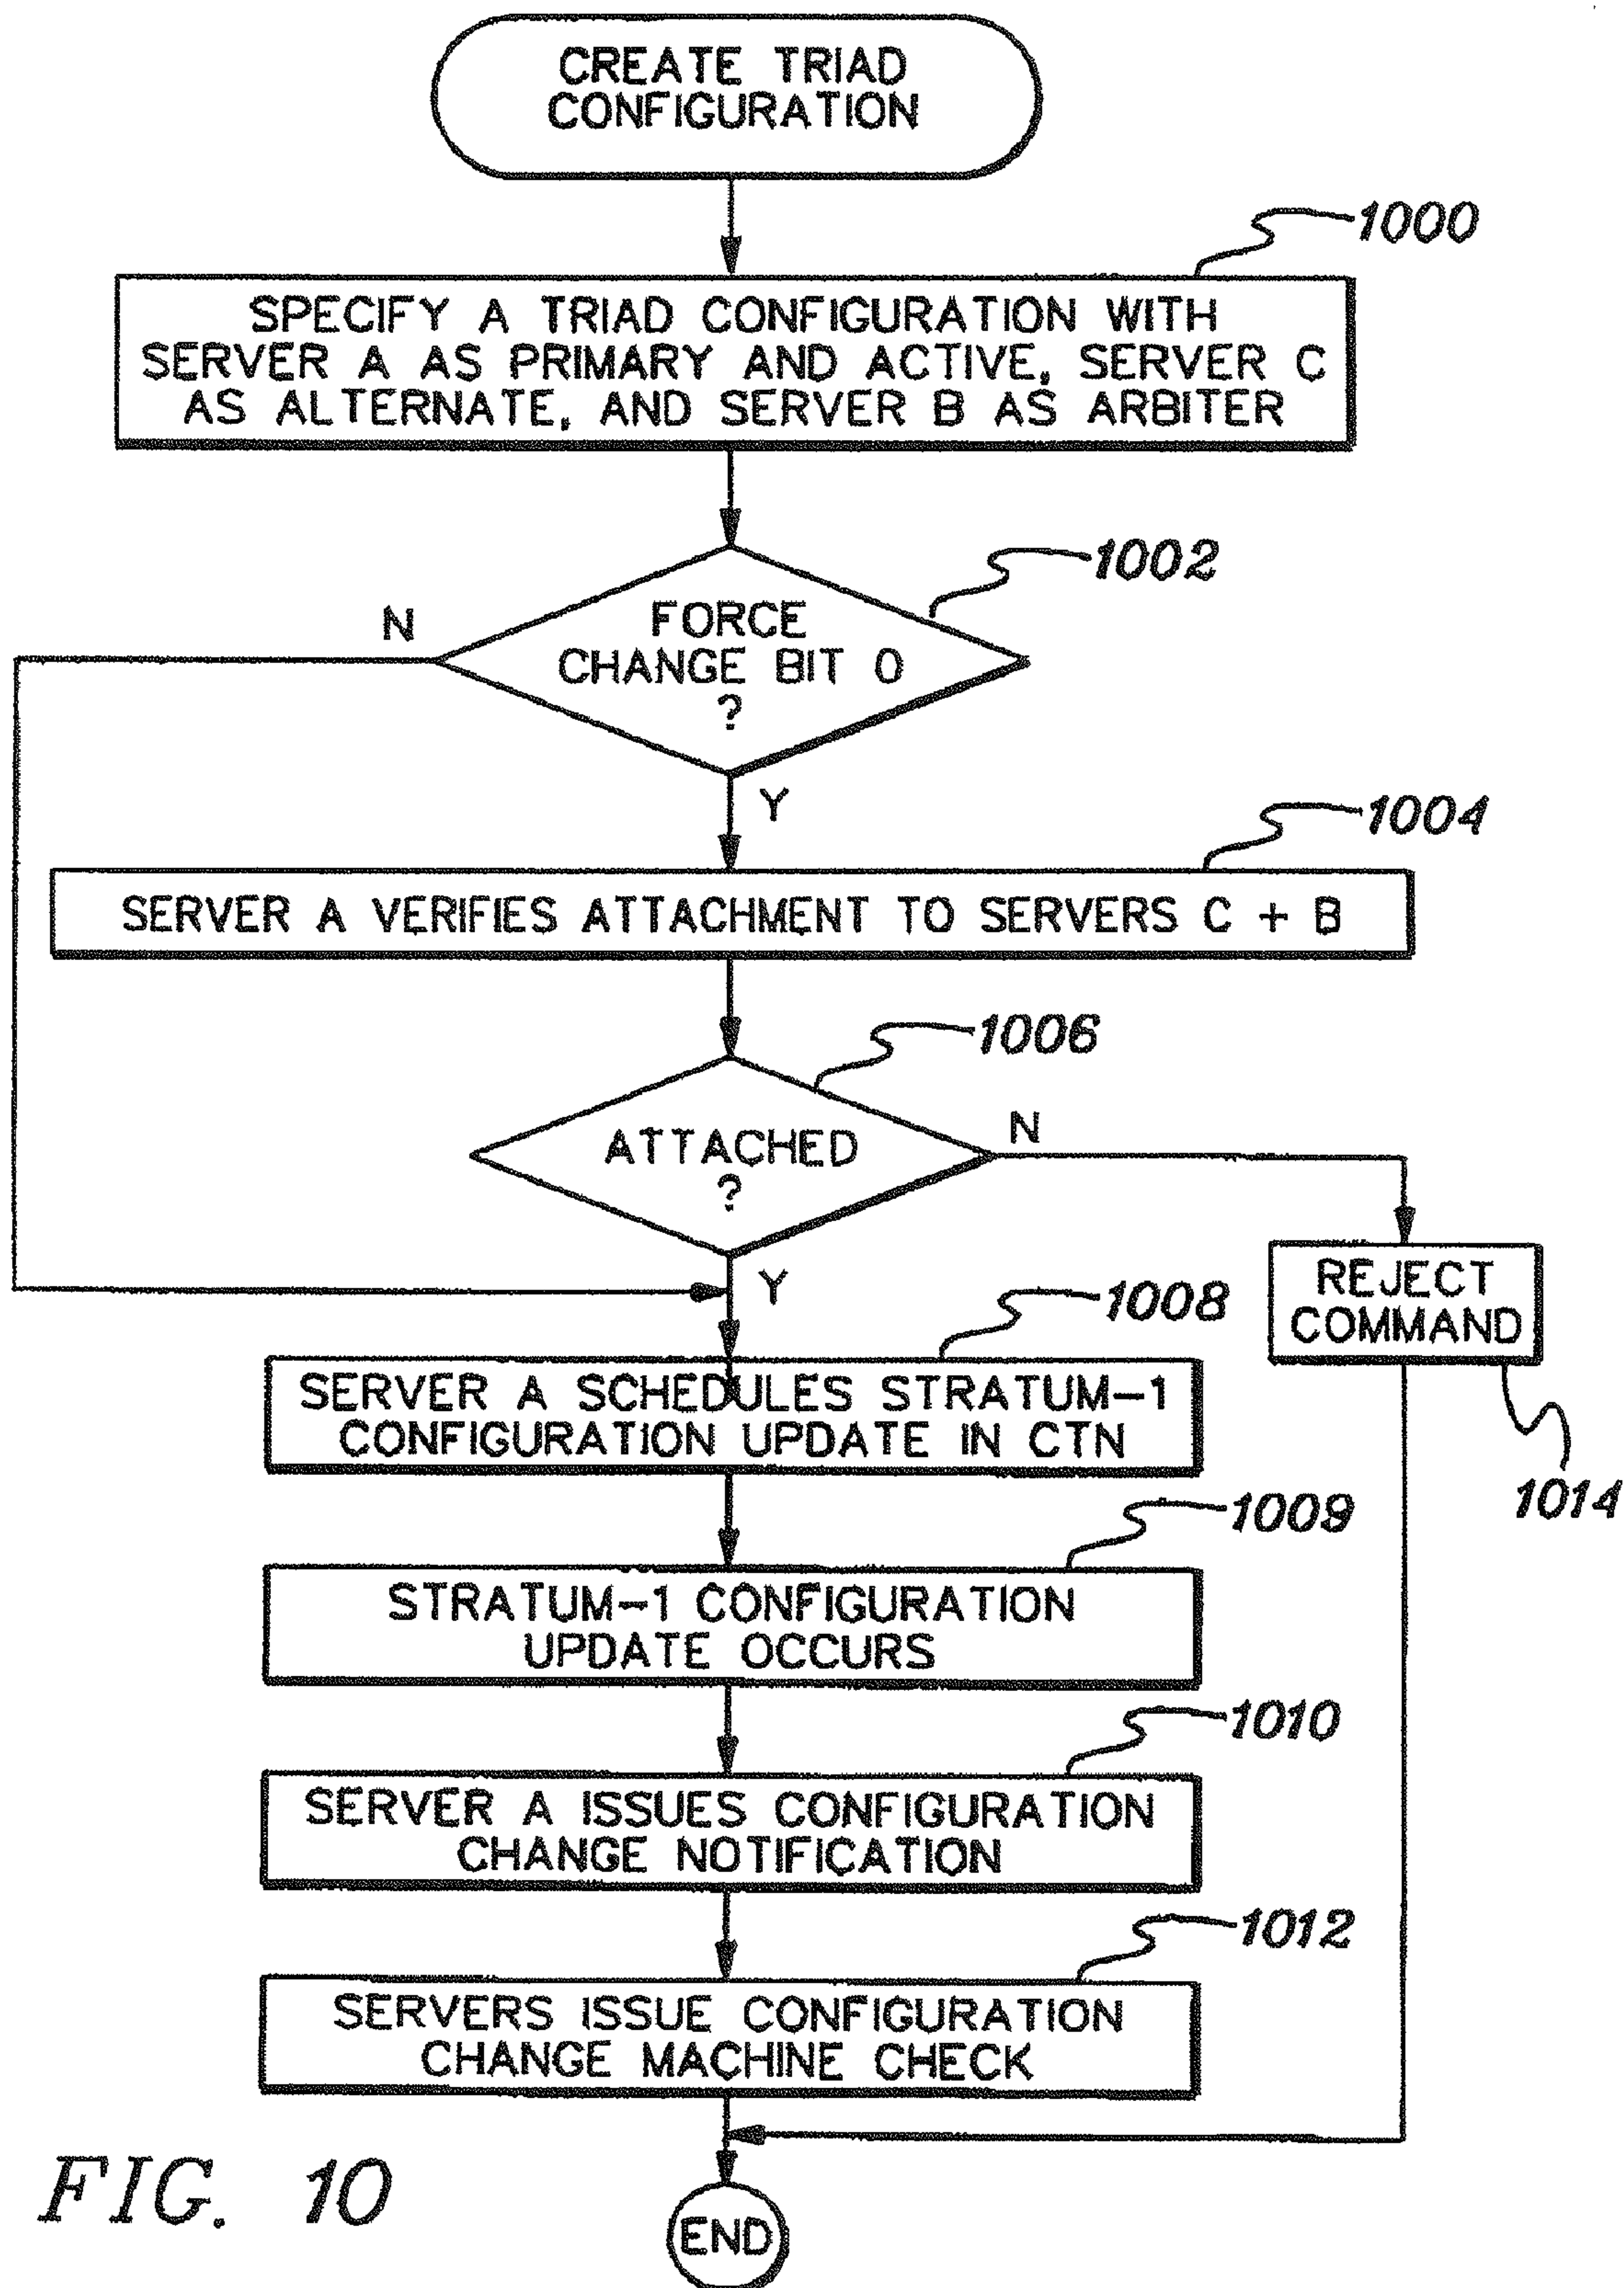 CREATE TRIAD
CONFIGURATION
1000
SPECIFY A TRIAD CONFIGURATION WITH
SERVER A AS PRIMARY AND ACTIVE, SERVER C
AS ALTERNATE, AND SERVER B AS ARBITER
1002
N
FORCE
CHANGE BIT 0
?
Y
1004
SERVER A VERIFIES ATTACHMENT TO SERVERS C + B
1006
N
ATTACHED
?
Y
1008
REJECT
COMMAND
SERVER A SCHEDULES STRATUM-1
CONFIGURATION UPDATE IN CTN
1014
1009
STRATUM-1 CONFIGURATION
UPDATE OCCURS
1010
SERVER A ISSUES CONFIGURATION
CHANGE NOTIFICATION
1012
SERVERS ISSUE CONFIGURATION
CHANGE MACHINE CHECK
FIG. 10
END